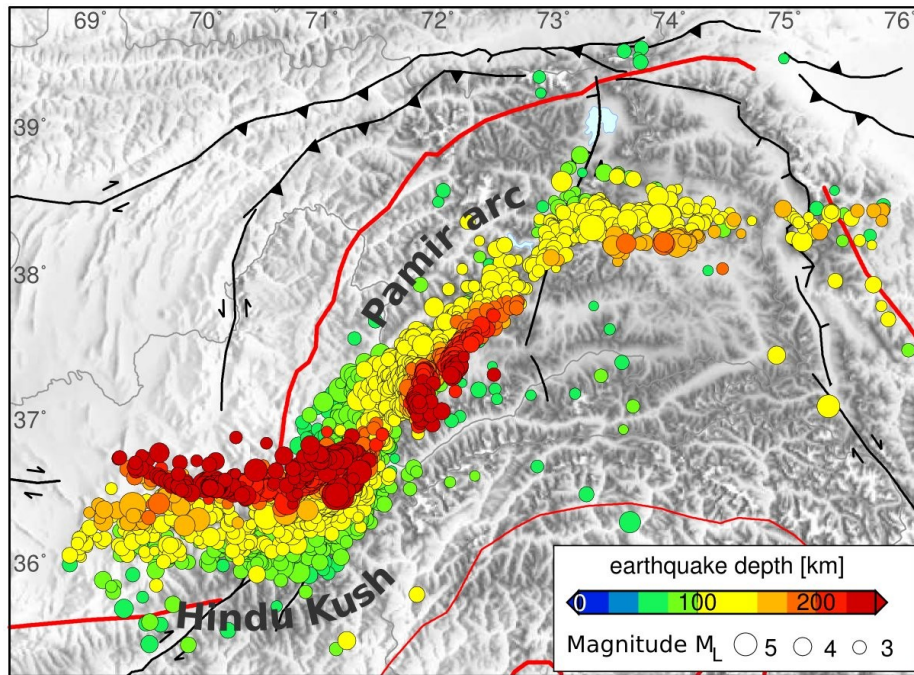 69 70 71 72 73 74 75 76°
39°
38°
37°
36°
Pamir arc
Hindu Kush
earthquake depth [km]
0 100 200
Magnitude M_L 5 4 3